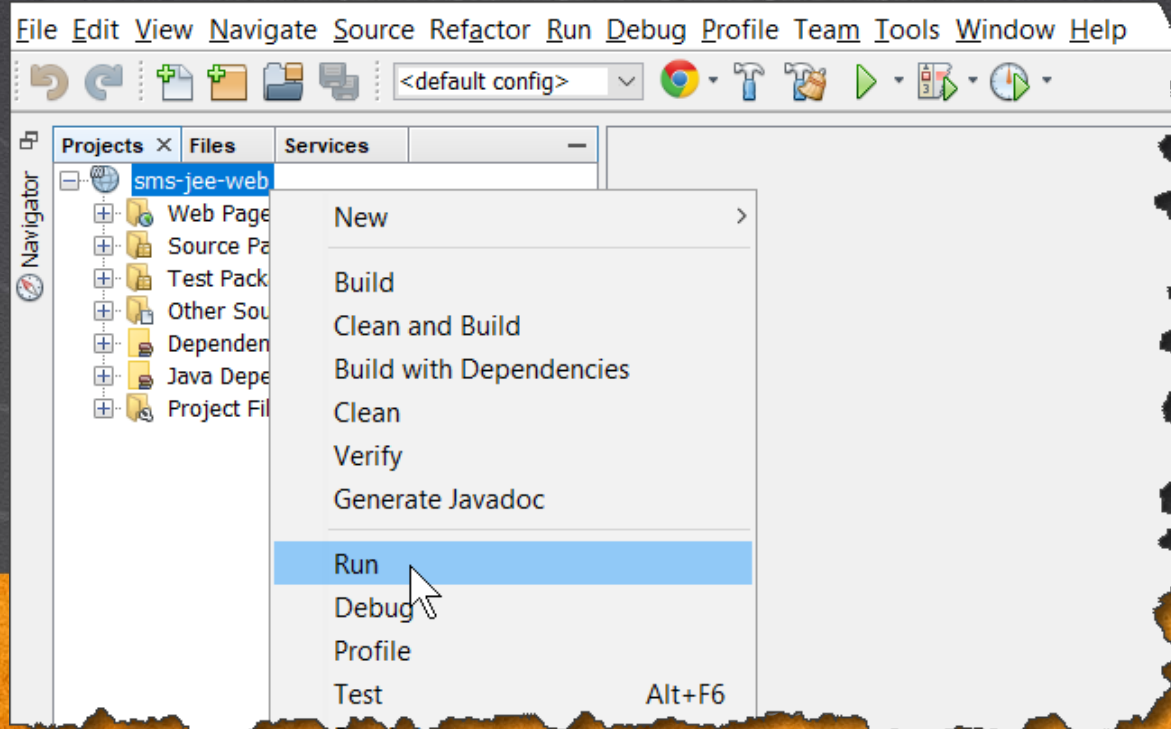 File Edit View Navigate Source Refactor Run Debug Profile Team Tools Window Help
<default config>
Projects Files Services
Navigator
sms-jee-web
Web Page
Source Pa
Test Pack
Other Sou
Dependen
Java Depe
Project Fil
New
Build
Clean and Build
Build with Dependencies
Clean
Verify
Generate Javadoc
Run
Debug
Profile
Test Alt+F6